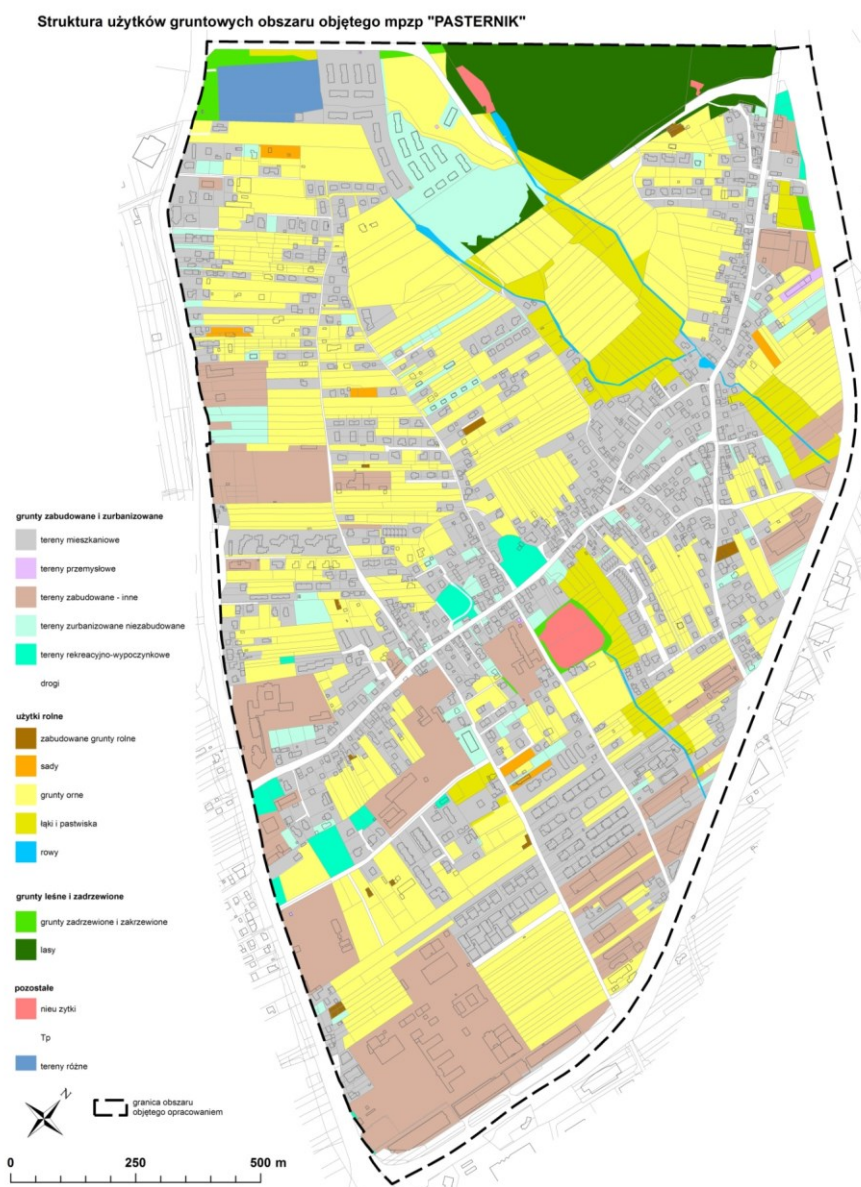 Struktura użytków gruntowych obszaru objętego mpzp "PASTERNIK"
grunty zabudowane i zurbanizowane
tereny mieszkaniowe
tereny przemysłowe
tereny zabudowane - inne
tereny zurbanizowane niezabudowane
tereny rekreacyjno-wypoczynkowe
drogi
użytki rolne
zabudowane grunty rolne
sady
grunty orne
łąki i pastwiska
rowy
grunty leśne i zadrzewione
grunty zadrzewione i zakrzewione
lasy
pozostałe
nieu zytki
Tp
tereny różne
N
granica obszaru
objętego opracowaniem
0 250 500 m